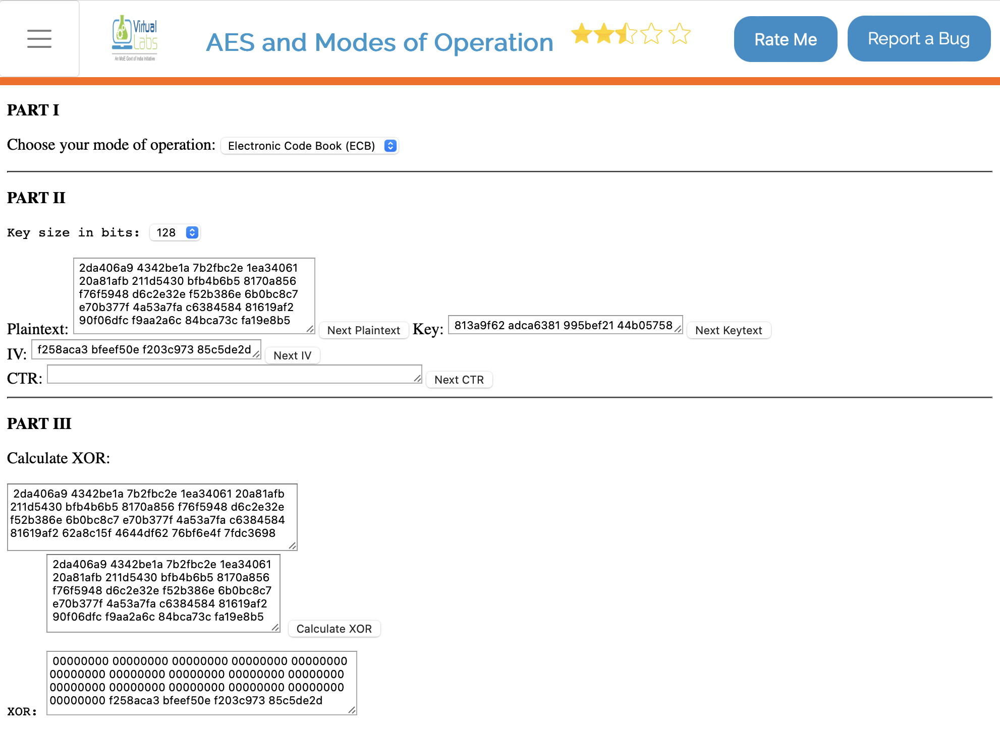 Virtual
Labs
An MoE Govt of India Initiative
AES and Modes of Operation
Rate Me
Report a Bug
PART I
Choose your mode of operation: Electronic Code Book (ECB)
PART II
Key size in bits: 128
2da406a9 4342be1a 7b2fbc2e 1ea34061
20a81afb 211d5430 bfb4b6b5 8170a856
f76f5948 d6c2e32e f52b386e 6b0bc8c7
e70b377f 4a53a7fa c6384584 81619af2
90f06dfc f9aa2a6c 84bca73c fa19e8b5
Plaintext: Next Plaintext Key: 813a9f62 adca6381 995bef21 44b05758 Next Keytext
IV: f258aca3 bfeef50e f203c973 85c5de2d Next IV
CTR: Next CTR
PART III
Calculate XOR:
2da406a9 4342be1a 7b2fbc2e 1ea34061 20a81afb
211d5430 bfb4b6b5 8170a856 f76f5948 d6c2e32e
f52b386e 6b0bc8c7 e70b377f 4a53a7fa c6384584
81619af2 62a8c15f 4644df62 76bf6e4f 7fdc3698
2da406a9 4342be1a 7b2fbc2e 1ea34061
20a81afb 211d5430 bfb4b6b5 8170a856
f76f5948 d6c2e32e f52b386e 6b0bc8c7
e70b377f 4a53a7fa c6384584 81619af2
90f06dfc f9aa2a6c 84bca73c fa19e8b5
Calculate XOR
00000000 00000000 00000000 00000000 00000000
00000000 00000000 00000000 00000000 00000000
00000000 00000000 00000000 00000000 00000000
00000000 f258aca3 bfeef50e f203c973 85c5de2d
XOR: